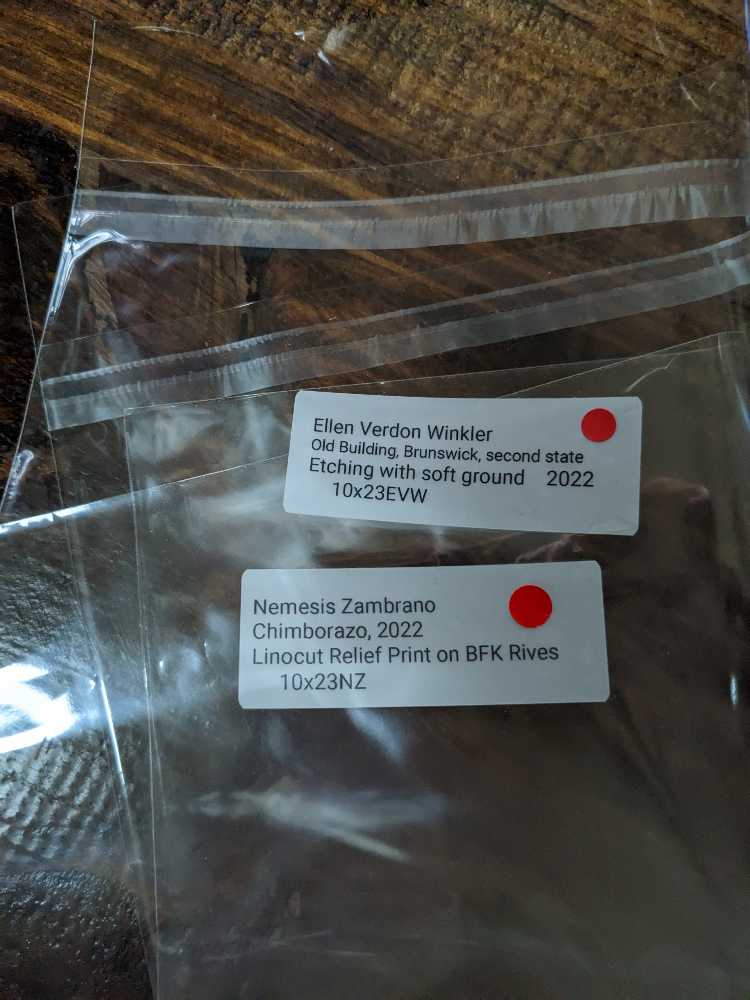 Ellen Verdon Winkler
Old Building, Brunswick, second state
Etching with soft ground 2022
10x23EVW
Nemesis Zambrano
Chimborazo, 2022
Linocut Relief Print on BFK Rives
10x23NZ